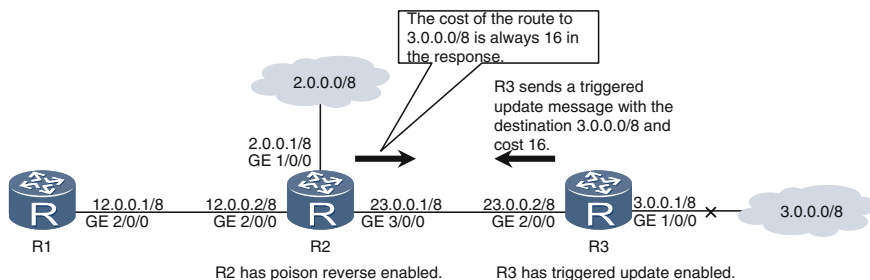 The cost of the route to
3.0.0.0/8 is always 16 in
the response.
2.0.0.0/8
R3 sends a triggered
update message with the
destination 3.0.0.0/8 and
cost 16.
2.0.0.1/8
GE 1/0/0
12.0.0.1/8
GE 2/0/0
12.0.0.2/8
GE 2/0/0
23.0.0.1/8
GE 3/0/0
23.0.0.2/8
GE 2/0/0
3.0.0.1/8
GE 1/0/0
3.0.0.0/8
R
R
R
R1
R2
R3
R2 has poison reverse enabled.
R3 has triggered update enabled.